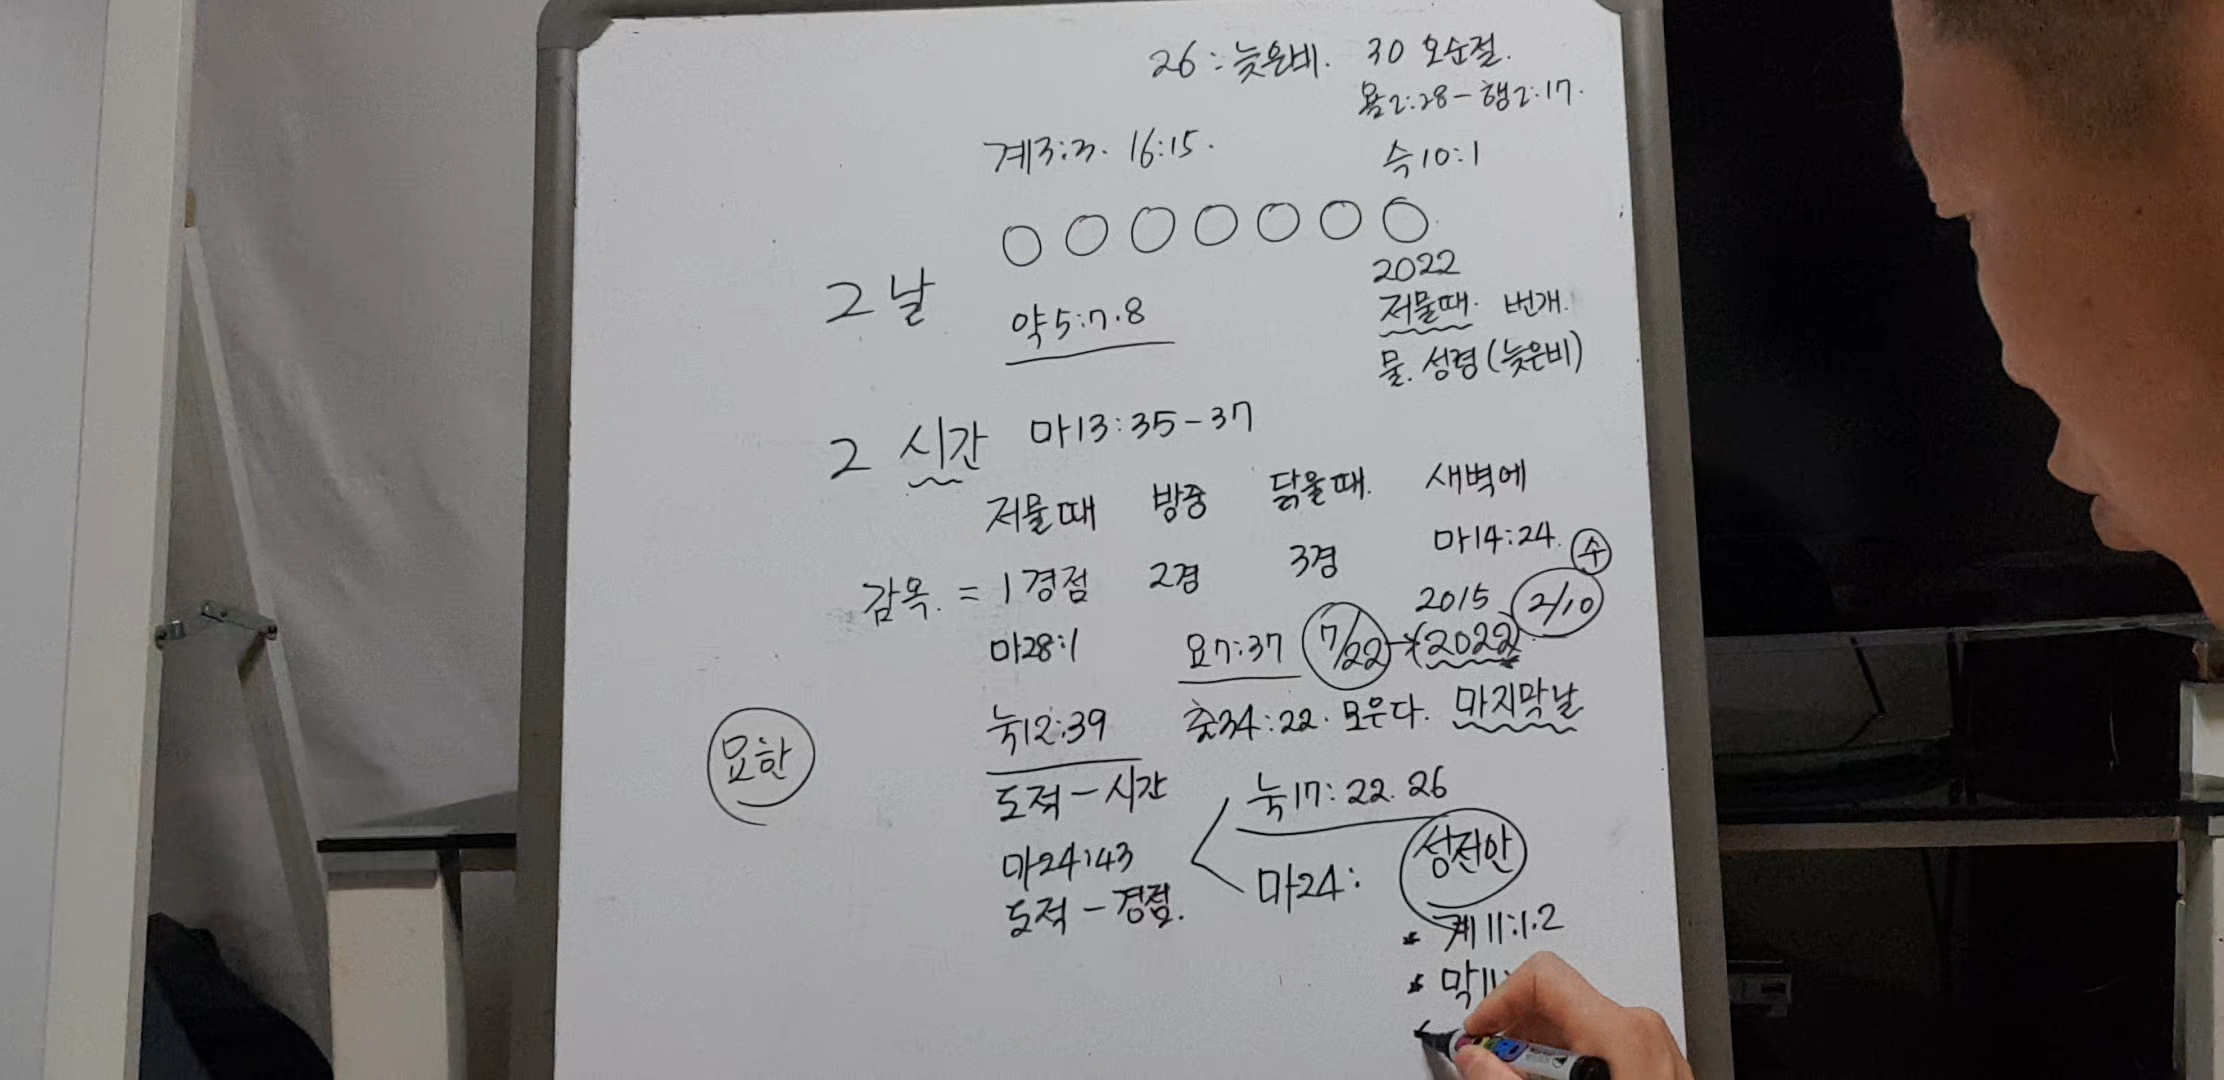 26 : 늦은비. 30 오순절.
욜2:28 - 행2:17.
계3:3. 16:15.
슥10:1
○ ○ ○ ○ ○ ○ ○
그날
2022
약5:7.8
저물때. 번개.
물. 성령(늦은비)
그 시간 마13:35-37
저물때 밤중 닭울때. 새벽에
마14:24. 수
감옥. = 1경점 2경 3경
2015 2/10
마28:1 요7:37 7/22 → (2022)
눅12:39 출34:22. 모은다. 마지막날
요한
도적 - 시간
눅17: 22. 26
마24:43
마24: 성전안
도적 - 경점.
* 계11:1.2
* 막11: